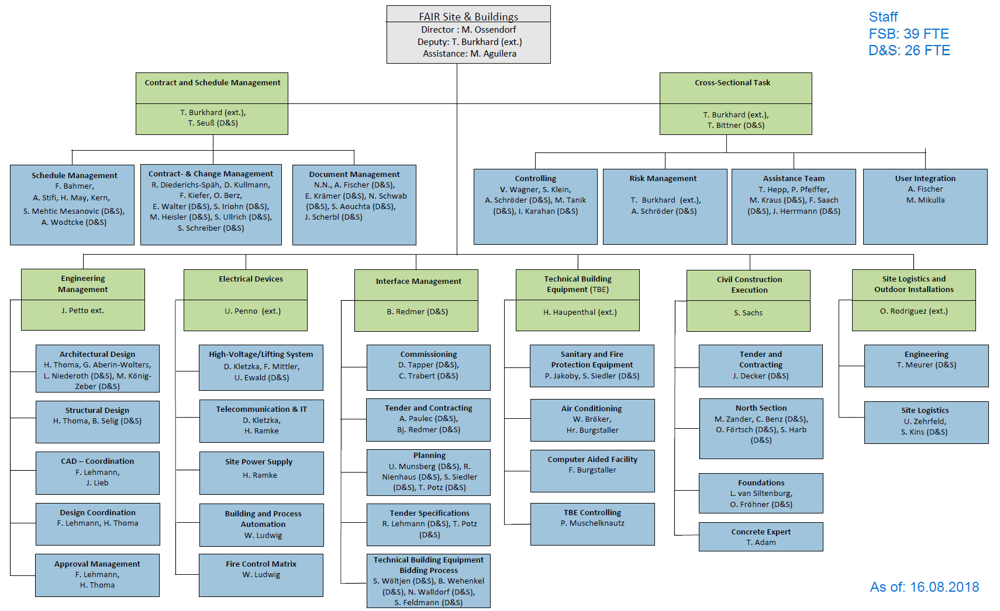 FAIR Site & Buildings
Director : M. Ossendorf
Deputy: T. Burkhard (ext.)
Assistance: M. Aguilera
Staff
FSB: 39 FTE
D&S: 26 FTE
Contract and Schedule Management
T. Burkhard (ext.),
T. Seuß (D&S)
Cross-Sectional Task
T. Burkhard (ext.),
T. Bittner (D&S)
Schedule Management
F. Bahmer,
A. Stifi, H. May, Kern,
S. Mehtic Mesanovic (D&S),
A. Wodtcke (D&S)
Contract- & Change Management
R. Diederichs-Späh, D. Kullmann,
F. Kiefer, O. Berz,
E. Walter (D&S), S. Iriohn (D&S),
M. Heisler (D&S), S. Ullrich (D&S),
S. Schreiber (D&S)
Document Management
N.N., A. Fischer (D&S),
E. Krämer (D&S), N. Schwab
(D&S), S. Aouchta (D&S),
J. Scherbl (D&S)
Controlling
V. Wagner, S. Klein,
A. Schröder (D&S), M. Tanik
(D&S), I. Karahan (D&S)
Risk Management
T. Burkhard (ext.),
A. Schröder (D&S)
Assistance Team
T. Hepp, P. Pfeiffer,
M. Kraus (D&S), F. Saach
(D&S), J. Herrmann (D&S)
User Integration
A. Fischer
M. Mikulla
Engineering
Management
J. Petto ext.
Architectural Design
H. Thoma, G. Aberin-Wolters,
L. Niederoth (D&S), M. König-
Zeber (D&S)
Structural Design
H. Thoma, B. Selig (D&S)
CAD – Coordination
F. Lehmann,
J. Lieb
Design Coordination
F. Lehmann, H. Thoma
Approval Management
F. Lehmann,
H. Thoma
Electrical Devices
U. Penno (ext.)
High-Voltage/Lifting System
D. Kletzka, F. Mittler,
U. Ewald (D&S)
Telecommunication & IT
D. Kletzka,
H. Ramke
Site Power Supply
H. Ramke
Building and Process
Automation
W. Ludwig
Fire Control Matrix
W. Ludwig
Interface Management
B. Redmer (D&S)
Commissioning
D. Tapper (D&S),
C. Trabert (D&S)
Tender and Contracting
A. Paulec (D&S),
Bj. Redmer (D&S)
Planning
U. Munsberg (D&S), R.
Nienhaus (D&S), S. Siedler
(D&S), T. Potz (D&S)
Tender Specifications
R. Lehmann (D&S), T. Potz
(D&S)
Technical Building Equipment
Bidding Process
S. Wöltjen (D&S), B. Wehenkel
(D&S), N. Walldorf (D&S),
S. Feldmann (D&S)
Technical Building
Equipment (TBE)
H. Haupenthal (ext.)
Sanitary and Fire
Protection Equipment
P. Jakoby, S. Siedler (D&S)
Air Conditioning
W. Bröker,
Hr. Burgstaller
Computer Aided Facility
F. Burgstaller
TBE Controlling
P. Muschelknautz
Civil Construction
Execution
S. Sachs
Tender and
Contracting
J. Decker (D&S)
North Section
M. Zander, C. Benz (D&S),
O. Förtsch (D&S), S. Harb
(D&S)
Foundations
L. van Siltenburg,
O. Fröhner (D&S)
Concrete Expert
T. Adam
Site Logistics and
Outdoor Installations
O. Rodriguez (ext.)
Engineering
T. Meurer (D&S)
Site Logistics
U. Zehrfeld,
S. Kins (D&S)
As of: 16.08.2018